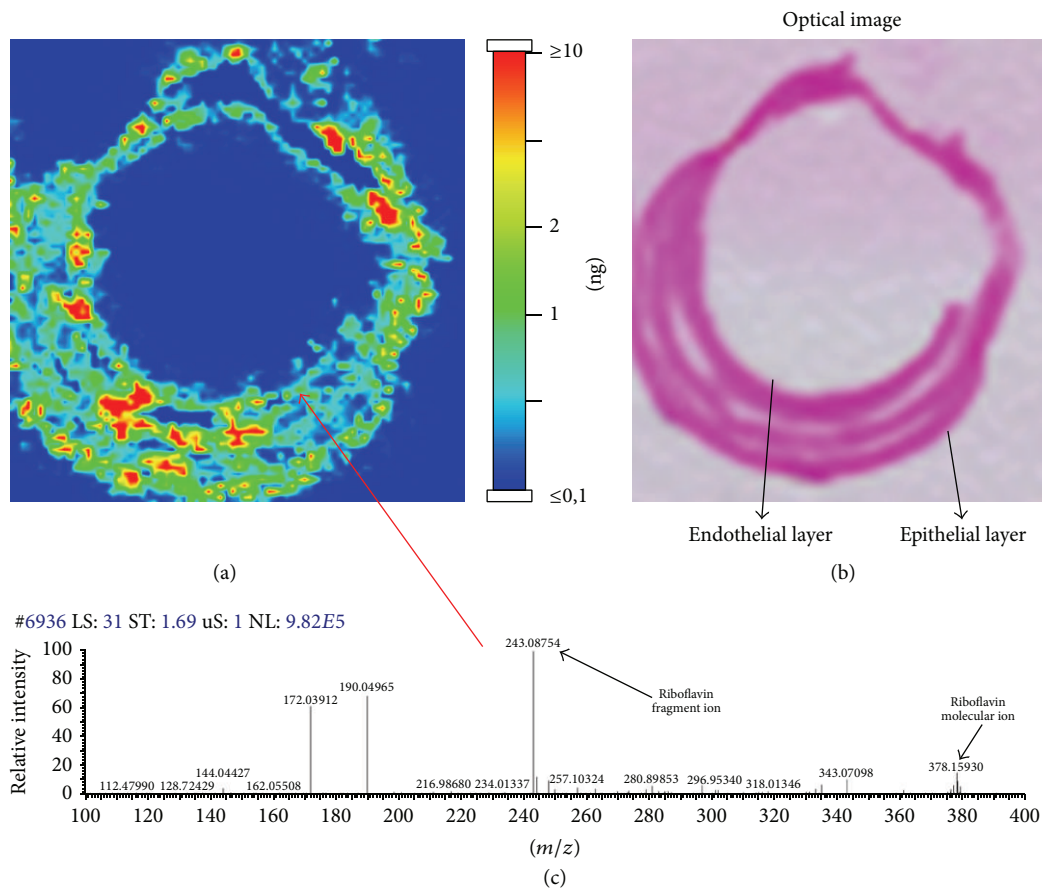 Optical image
≥10
2
1
≤0,1
(ng)
Endothelial layer
Epithelial layer
(a)
(b)
#6936 LS: 31 ST: 1.69 uS: 1 NL: 9.82E5
Relative intensity
100
80
60
40
20
0
243.08754
190.04965
172.03912
144.04427
112.47990
128.72429
162.05508
216.98680
234.01337
257.10324
280.89853
296.95340
318.01346
343.07098
378.15930
Riboflavin
fragment ion
Riboflavin
molecular ion
100 120 140 160 180 200 220 240 260 280 300 320 340 360 380 400
(m/z)
(c)